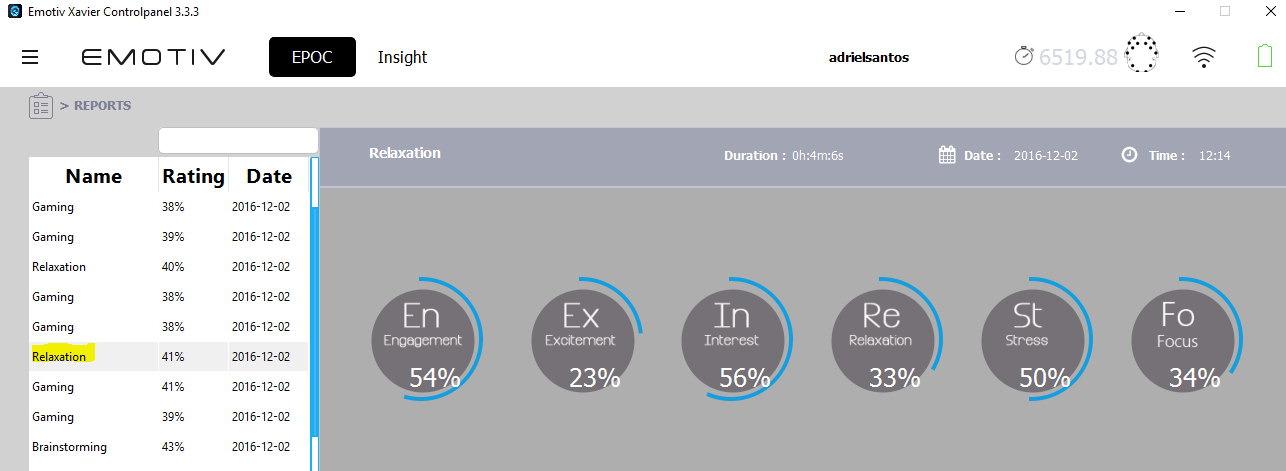 Emotiv Xavier Controlpanel 3.3.3
EMOTIV EPOC Insight adrielsantos 6519.88
> REPORTS
Relaxation Duration : 0h:4m:6s Date : 2016-12-02 Time : 12:14
Name Rating Date
Gaming 38% 2016-12-02
Gaming 39% 2016-12-02
Relaxation 40% 2016-12-02
Gaming 38% 2016-12-02
Gaming 38% 2016-12-02
Relaxation 41% 2016-12-02
Gaming 41% 2016-12-02
Gaming 39% 2016-12-02
Brainstorming 43% 2016-12-02
En Ex In Re St Fo
Engagement Excitement Interest Relaxation Stress Focus
54% 23% 56% 33% 50% 34%